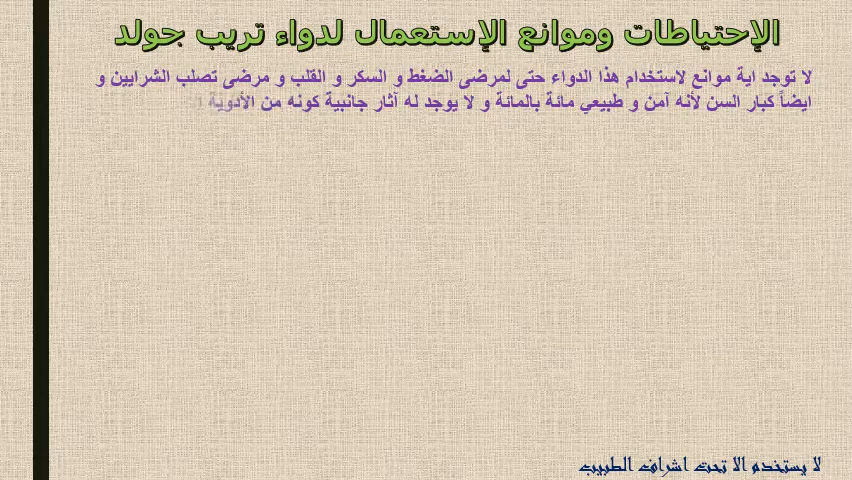 الإحتياطات وموانع الإستعمال لدواء تريب جولد
لا توجد اية موانع لاستخدام هذا الدواء حتى لمرضى الضغط و السكر و القلب و مرضى تصلب الشرايين و
ايضاً كبار السن لأنه آمن و طبيعي مائة بالمائة و لا يوجد له آثار جانبية كونه من الأدوية
لا يستخدم الا تحت اشراف الطبيب